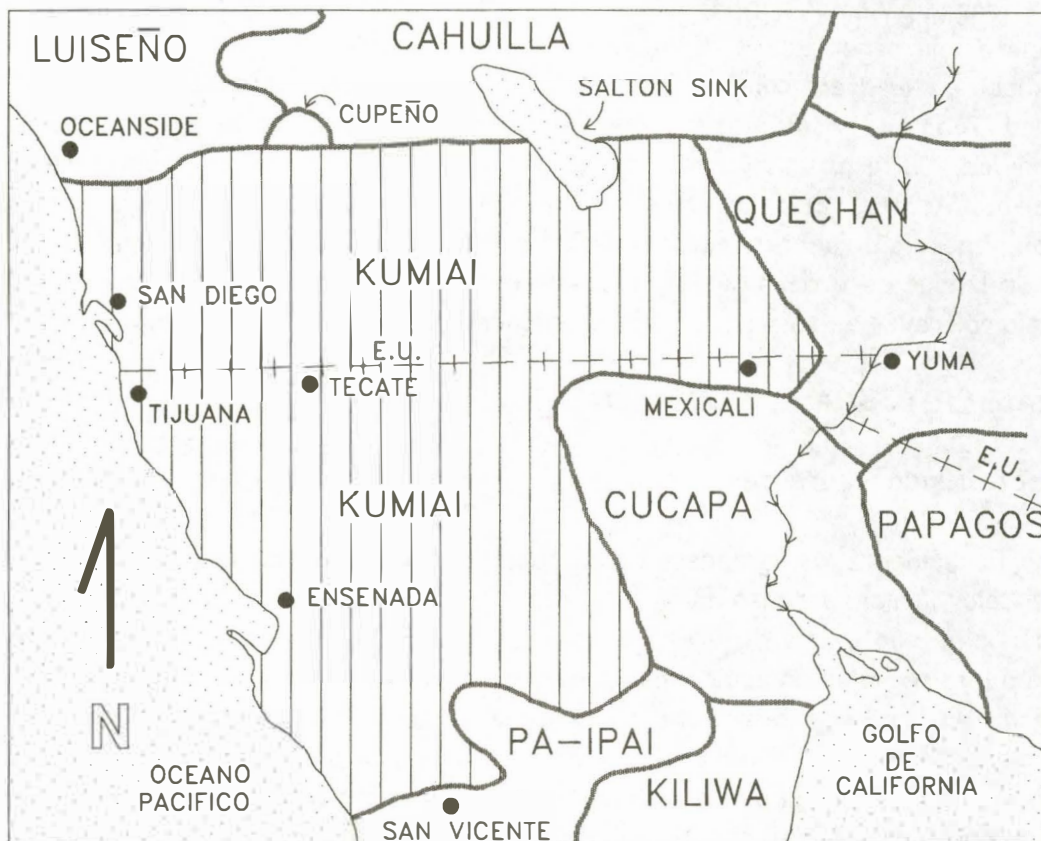 LUISEÑO
CAHUILLA
SALTON SINK
CUPEÑO
OCEANSIDE
QUECHAN
KUMIAI
SAN DIEGO
E.U.
YUMA
TECATE
TIJUANA
MEXICALI
E.U.
KUMIAI
CUCAPA
PAPAGOS
ENSENADA
N
PA-IPAI
GOLFO
DE
CALIFORNIA
OCEANO
PACIFICO
KILIWA
SAN VICENTE